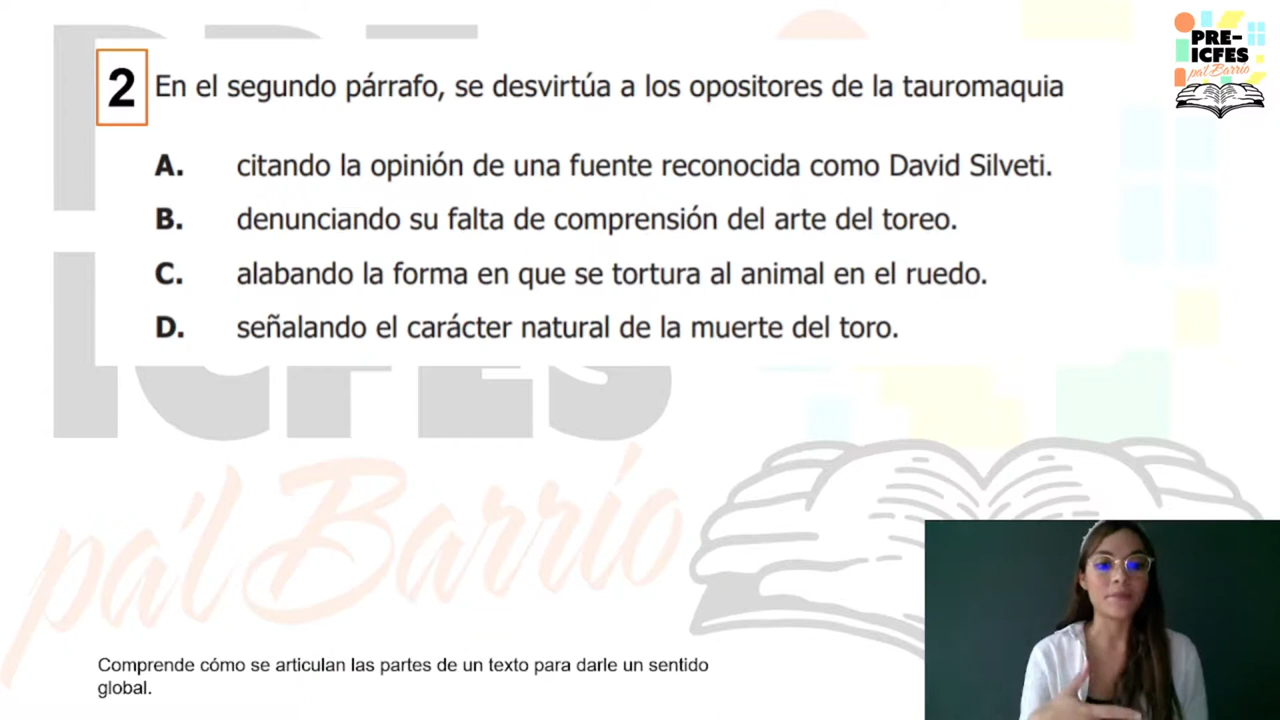 PRE-
ICFES
pa'l Barrio
2
En el segundo párrafo, se desvirtúa a los opositores de la tauromaquia
A. citando la opinión de una fuente reconocida como David Silveti.
B. denunciando su falta de comprensión del arte del toreo.
C. alabando la forma en que se tortura al animal en el ruedo.
D. señalando el carácter natural de la muerte del toro.
ICFES
pa'l Barrio
Comprende cómo se articulan las partes de un texto para darle un sentido
global.